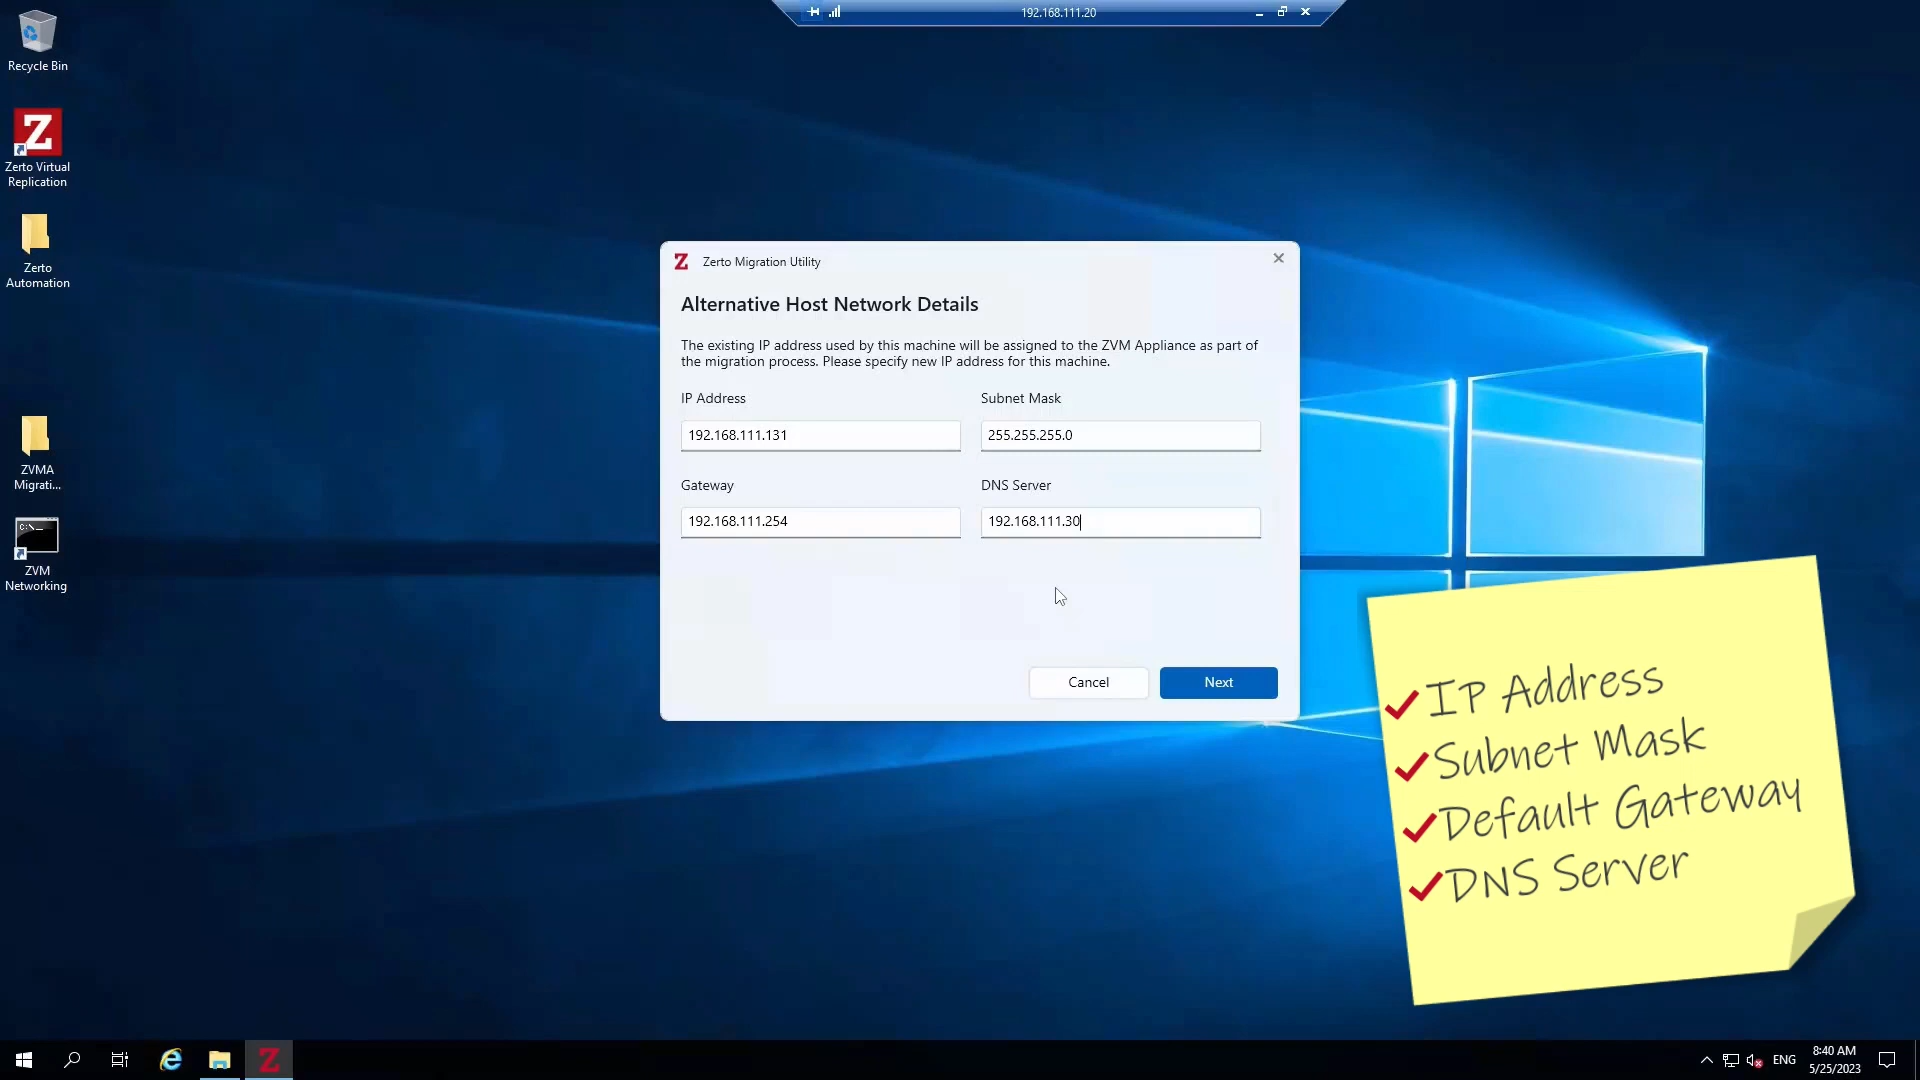 192.168.111.20
Recycle Bin
Zerto Virtual
Replication
Zerto
Automation
ZVMA
Migrati...
C:\_
ZVM
Networking
Z
Zerto Migration Utility
Alternative Host Network Details
The existing IP address used by this machine will be assigned to the ZVM Appliance as part of
the migration process. Please specify new IP address for this machine.
IP Address
Subnet Mask
192.168.111.131
255.255.255.0
Gateway
DNS Server
192.168.111.254
192.168.111.30
Cancel
Next
IP Address
Subnet Mask
Default Gateway
DNS Server
ENG
8:40 AM
5/25/2023